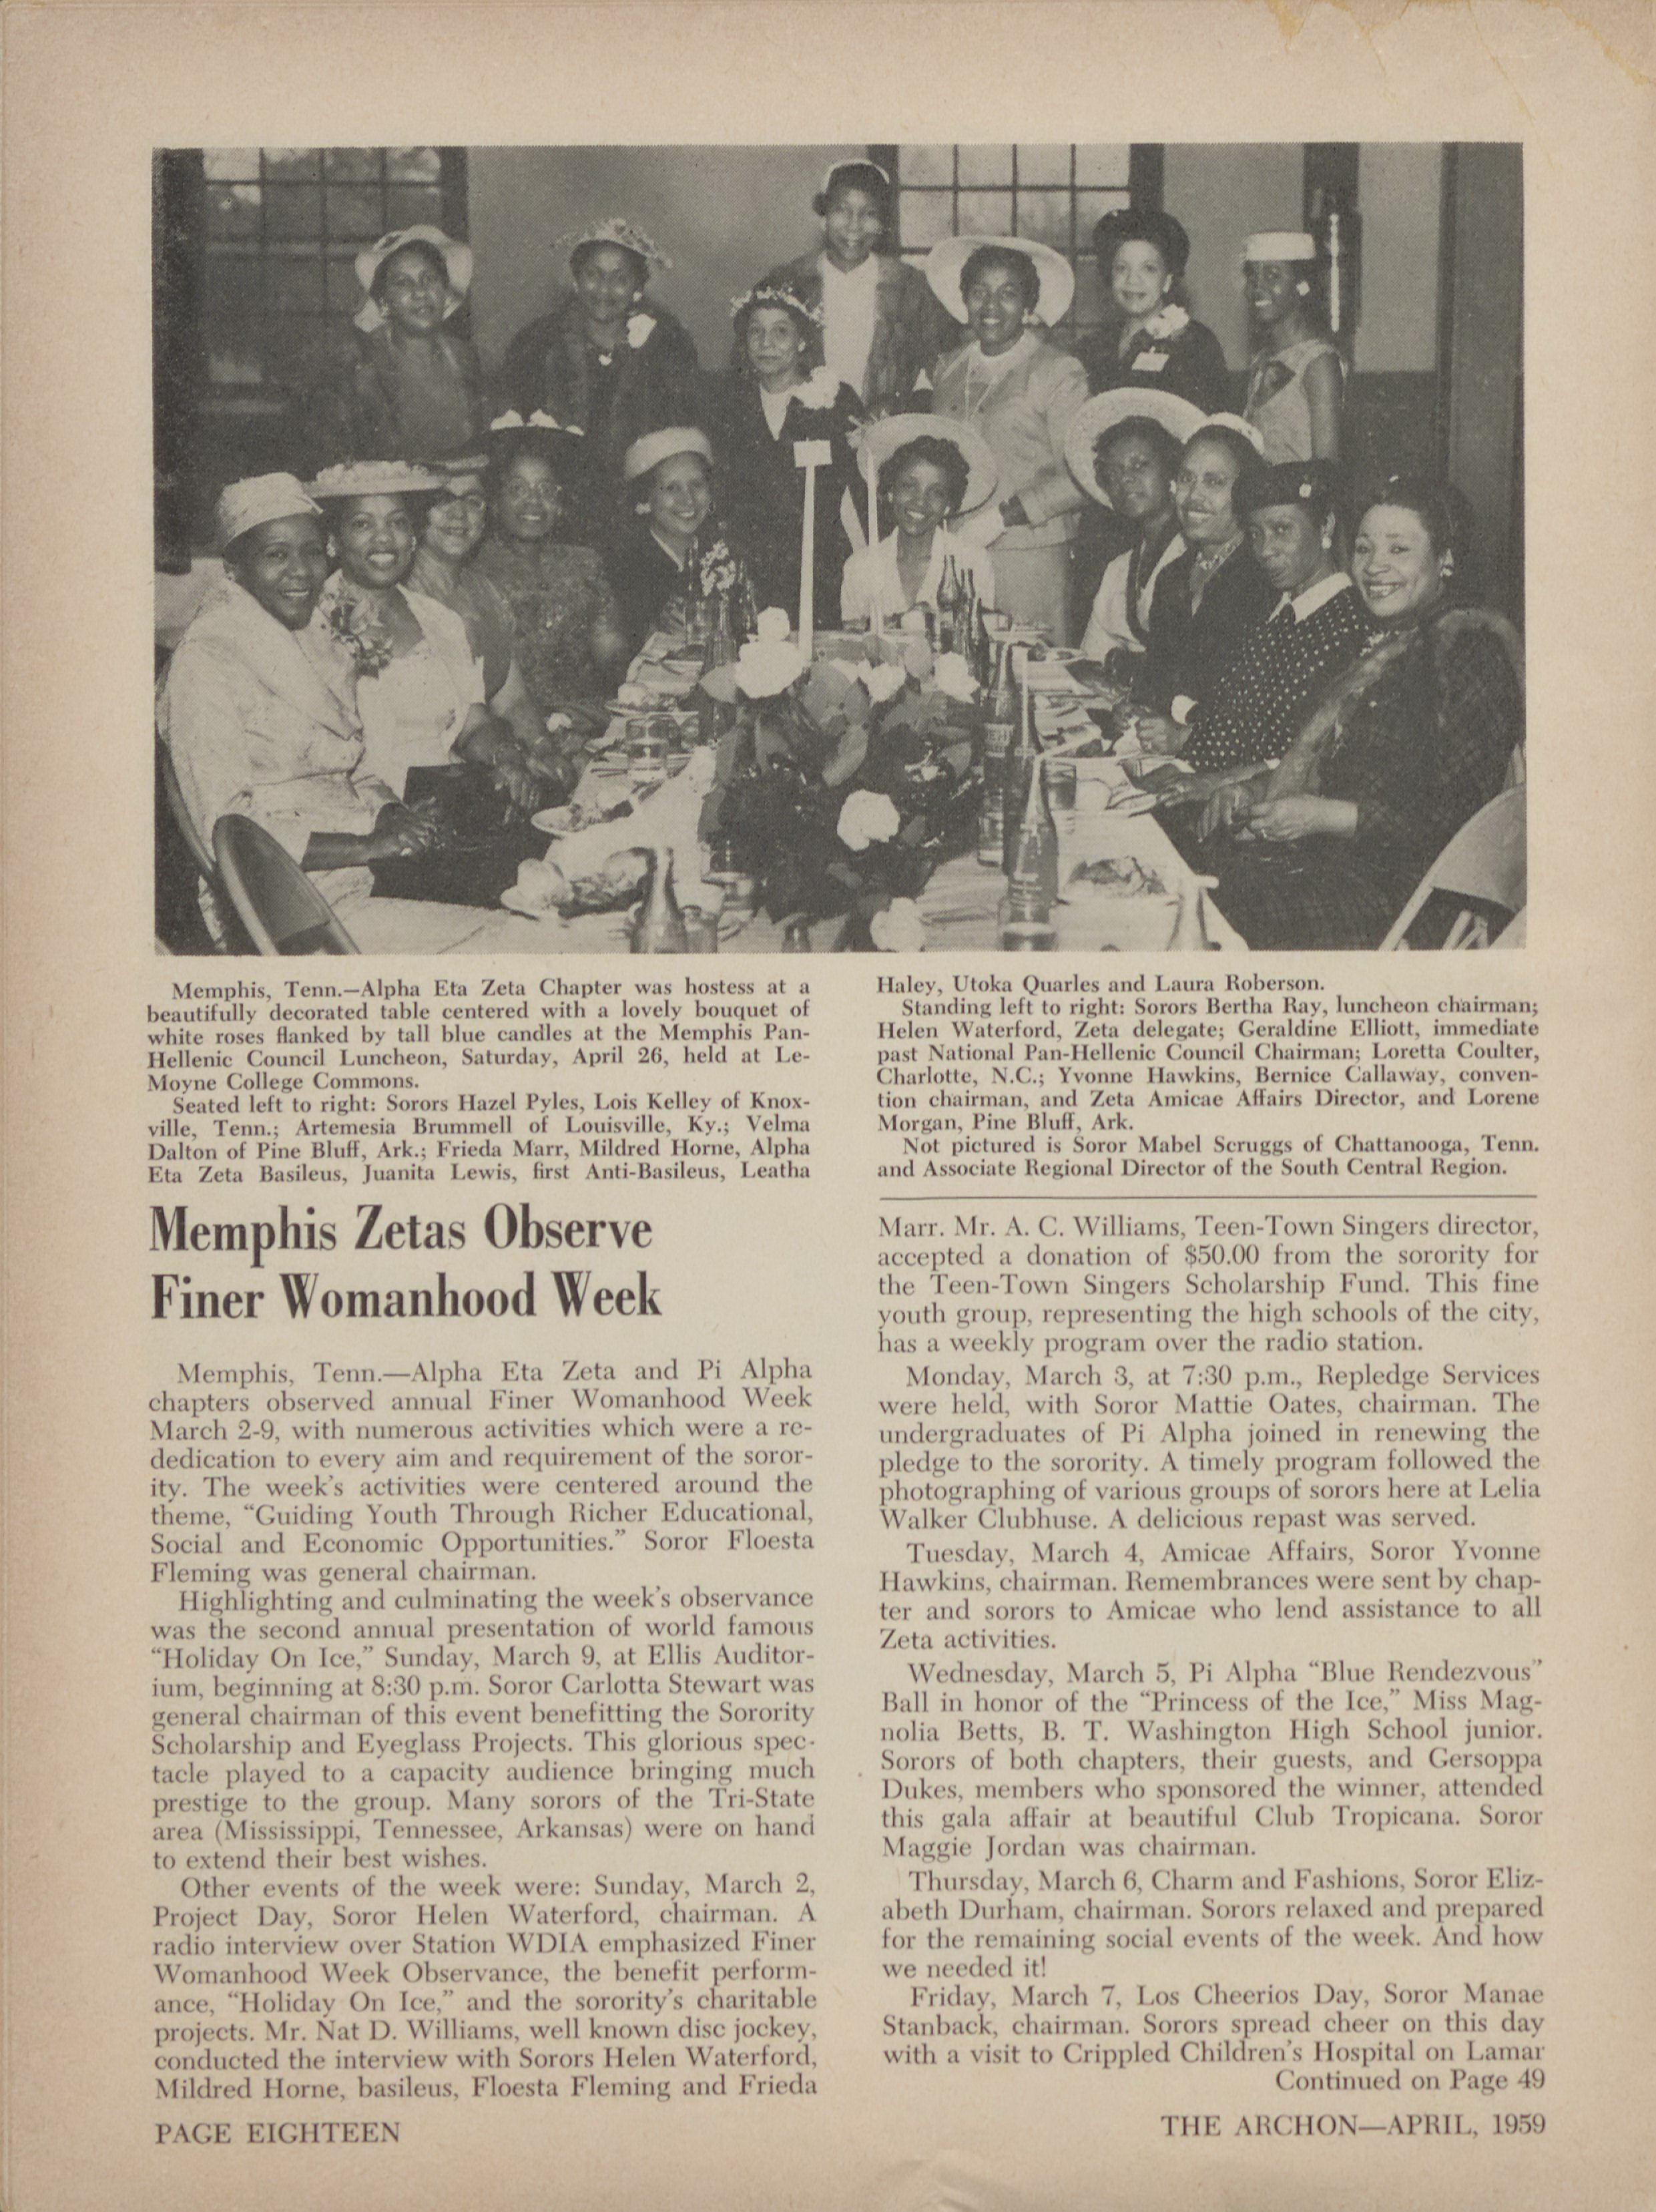 Memphis, Tenn.—Alpha Eta Zeta Chapter was hostess at a
beautifully decorated table centered with a lovely bouquet of
white roses flanked by tall blue candles at the Memphis Pan-
Hellenic Council Luncheon, Saturday, April 26, held at Le-
Moyne College Commons.
Seated left to right: Sorors Hazel Pyles, Lois Kelley of Knox-
ville, Tenn.; Artemesia Brummell of Louisville, Ky.; Velma
Dalton of Pine Bluff, Ark.; Frieda Marr, Mildred Horne, Alpha
Eta Zeta Basileus, Juanita Lewis, first Anti-Basileus, Leatha
Haley, Utoka Quarles and Laura Roberson.
Standing left to right: Sorors Bertha Ray, luncheon chairman;
Helen Waterford, Zeta delegate; Geraldine Elliott, immediate
past National Pan-Hellenic Council Chairman; Loretta Coulter,
Charlotte, N.C.; Yvonne Hawkins, Bernice Callaway, conven-
tion chairman, and Zeta Amicae Affairs Director, and Lorene
Morgan, Pine Bluff, Ark.
Not pictured is Soror Mabel Scruggs of Chattanooga, Tenn.
and Associate Regional Director of the South Central Region.
Memphis Zetas Observe
Finer Womanhood Week
Memphis, Tenn.—Alpha Eta Zeta and Pi Alpha
chapters observed annual Finer Womanhood Week
March 2-9, with numerous activities which were a re-
dedication to every aim and requirement of the soror-
ity. The week's activities were centered around the
theme, “Guiding Youth Through Richer Educational,
Social and Economic Opportunities.” Soror Floesta
Fleming was general chairman.
Highlighting and culminating the week's observance
was the second annual presentation of world famous
“Holiday On Ice,” Sunday, March 9, at Ellis Auditor-
ium, beginning at 8:30 p.m. Soror Carlotta Stewart was
general chairman of this event benefitting the Sorority
Scholarship and Eyeglass Projects. This glorious spec-
tacle played to a capacity audience bringing much
prestige to the group. Many sorors of the Tri-State
area (Mississippi, Tennessee, Arkansas) were on hand
to extend their best wishes.
Other events of the week were: Sunday, March 2,
Project Day, Soror Helen Waterford, chairman. A
radio interview over Station WDIA emphasized Finer
Womanhood Week Observance, the benefit perform-
ance, “Holiday On Ice,” and the sorority's charitable
projects. Mr. Nat D. Williams, well known disc jockey,
conducted the interview with Sorors Helen Waterford,
Mildred Horne, basileus, Floesta Fleming and Frieda
Marr. Mr. A. C. Williams, Teen-Town Singers director,
accepted a donation of $50.00 from the sorority for
the Teen-Town Singers Scholarship Fund. This fine
youth group, representing the high schools of the city,
has a weekly program over the radio station.
Monday, March 3, at 7:30 p.m., Repledge Services
were held, with Soror Mattie Oates, chairman. The
undergraduates of Pi Alpha joined in renewing the
pledge to the sorority. A timely program followed the
photographing of various groups of sorors here at Lelia
Walker Clubhuse. A delicious repast was served.
Tuesday, March 4, Amicae Affairs, Soror Yvonne
Hawkins, chairman. Remembrances were sent by chap-
ter and sorors to Amicae who lend assistance to all
Zeta activities.
Wednesday, March 5, Pi Alpha “Blue Rendezvous”
Ball in honor of the “Princess of the Ice,” Miss Mag-
nolia Betts, B. T. Washington High School junior.
Sorors of both chapters, their guests, and Gersoppa
Dukes, members who sponsored the winner, attended
this gala affair at beautiful Club Tropicana. Soror
Maggie Jordan was chairman.
Thursday, March 6, Charm and Fashions, Soror Eliz-
abeth Durham, chairman. Sorors relaxed and prepared
for the remaining social events of the week. And how
we needed it!
Friday, March 7, Los Cheerios Day, Soror Manae
Stanback, chairman. Sorors spread cheer on this day
with a visit to Crippled Children's Hospital on Lamar
Continued on Page 49
PAGE EIGHTEEN
THE ARCHON—APRIL, 1959